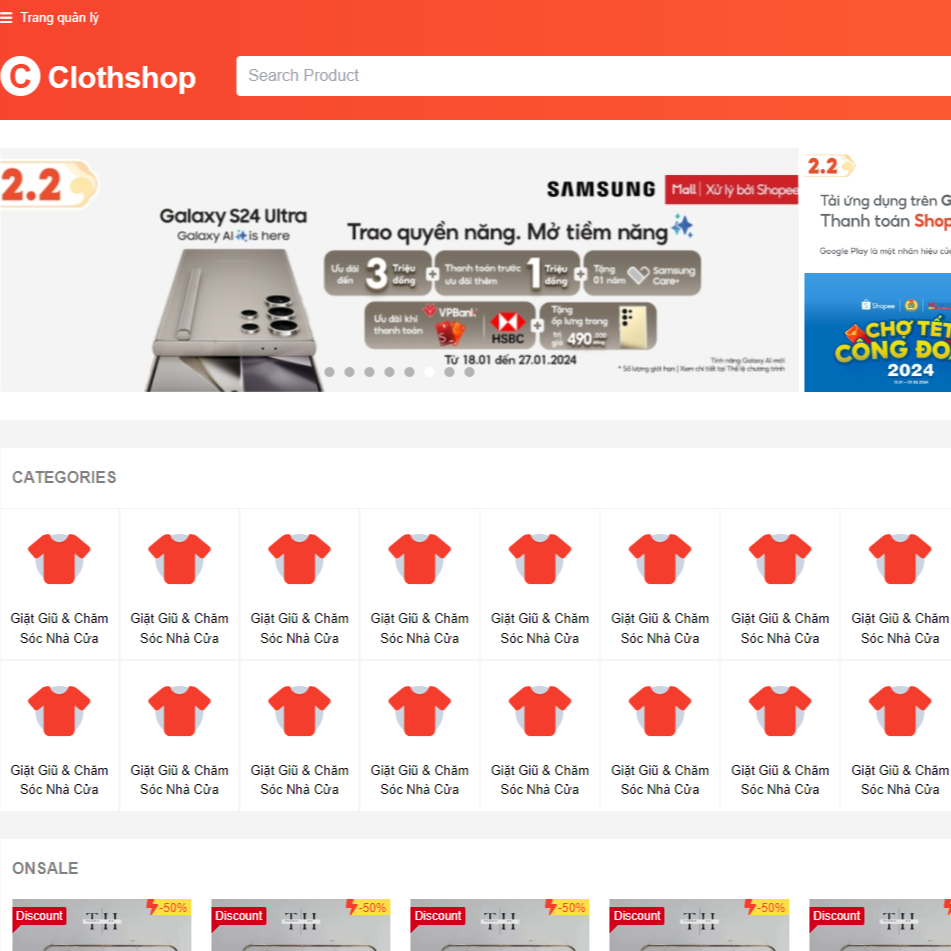 Trang quản lý
C Clothshop
Search Product
2.2
SAMSUNG
Mall | Xử lý bởi Shopee
Galaxy S24 Ultra
Galaxy AI is here
Trao quyền năng. Mở tiềm năng
Ưu đãi đến 3 Triệu đồng
Thanh toán trước ưu đãi thêm 1 Triệu đồng
Tặng 01 năm Samsung Care+
Ưu đãi khi thanh toán VPBank HSBC
Tặng ốp lưng trong trị giá 490.000
Từ 18.01 đến 27.01.2024
Tính năng Galaxy AI mới
* Số lượng giới hạn | Xem chi tiết tại Thể lệ chương trình
2.2
Tải ứng dụng trên G
Thanh toán Shop
Google Play là một nhãn hiệu củ
Shopee
CHỢ TẾT
CÔNG ĐO
2024
CATEGORIES
Giặt Giũ & Chăm Giặt Giũ & Chăm Giặt Giũ & Chăm Giặt Giũ & Chăm Giặt Giũ & Chăm Giặt Giũ & Chăm Giặt Giũ & Chăm Giặt Giũ & Chăm
Sóc Nhà Cửa Sóc Nhà Cửa Sóc Nhà Cửa Sóc Nhà Cửa Sóc Nhà Cửa Sóc Nhà Cửa Sóc Nhà Cửa Sóc Nhà Cửa
Giặt Giũ & Chăm Giặt Giũ & Chăm Giặt Giũ & Chăm Giặt Giũ & Chăm Giặt Giũ & Chăm Giặt Giũ & Chăm Giặt Giũ & Chăm Giặt Giũ & Chăm
Sóc Nhà Cửa Sóc Nhà Cửa Sóc Nhà Cửa Sóc Nhà Cửa Sóc Nhà Cửa Sóc Nhà Cửa Sóc Nhà Cửa Sóc Nhà Cửa
ONSALE
-50% -50% -50% -50%
Discount TH Discount TH Discount TH Discount TH Discount TH